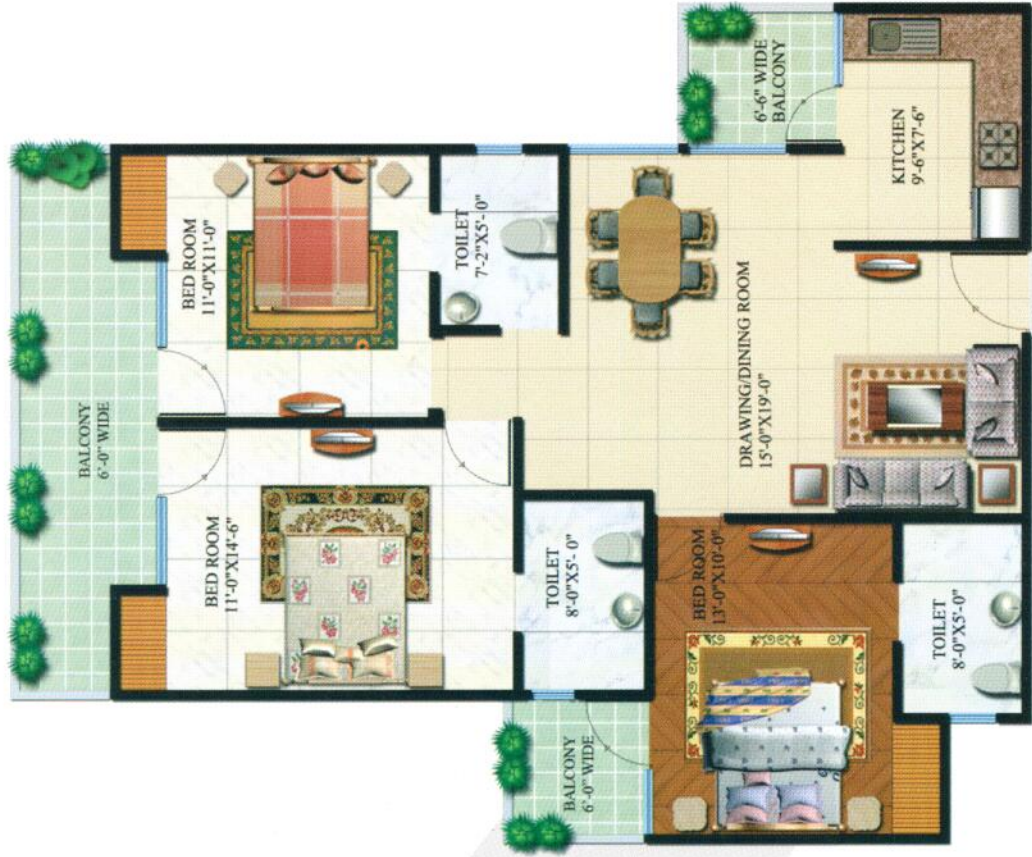 6'-6" WIDE
BALCONY
KITCHEN
9'-6"X7'-6"
BED ROOM
11'-0"X11'-0"
TOILET
7'-2"X5'-0"
DRAWING/DINING ROOM
15'-0"X19'-0"
BALCONY
6'-0" WIDE
BED ROOM
11'-0"X14'-6"
TOILET
8'-0"X5'-0"
BED ROOM
13'-0"X10'-0"
TOILET
8'-0"X5'-0"
BALCONY
6'-0" WIDE